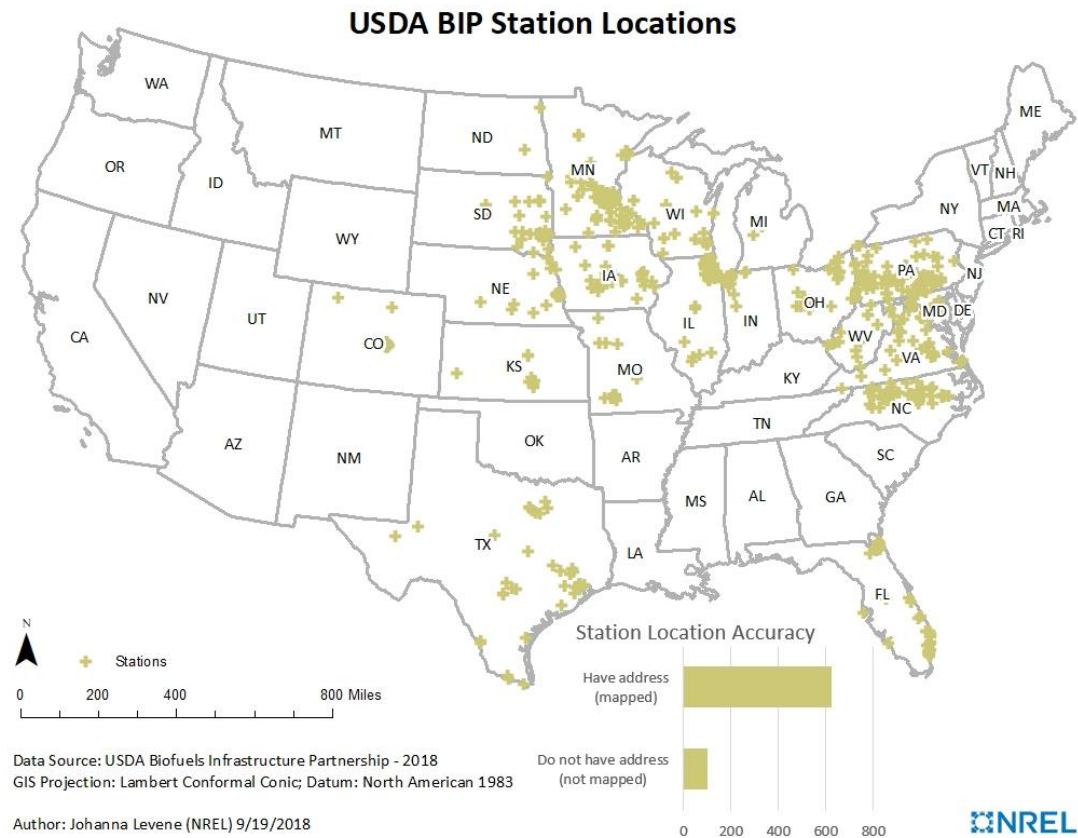 USDA BIP Station Locations
WA
MT
ND
MN
ME
OR
ID
SD
WI
MI
VT
NH
NY
MA
CT
RI
WY
NV
UT
NE
IA
PA
NJ
CA
CO
KS
MO
IL
IN
OH
MD
DE
WV
VA
KY
NC
TN
AZ
NM
OK
AR
SC
MS
AL
GA
TX
LA
FL
N
Stations
0 200 400 800 Miles
Station Location Accuracy
Have address
(mapped)
Do not have address
(not mapped)
0 200 400 600 800
Data Source: USDA Biofuels Infrastructure Partnership - 2018
GIS Projection: Lambert Conformal Conic; Datum: North American 1983
Author: Johanna Levene (NREL) 9/19/2018
NREL